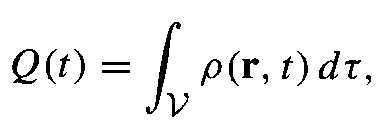 Q(t) = ∫_𝒱 ρ(𝐫, t) dτ,